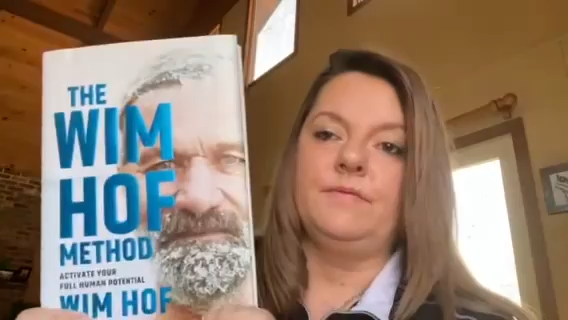 THE
WIM
HOF
METHOD
ACTIVATE YOUR
FULL HUMAN POTENTIAL
WIM HOF